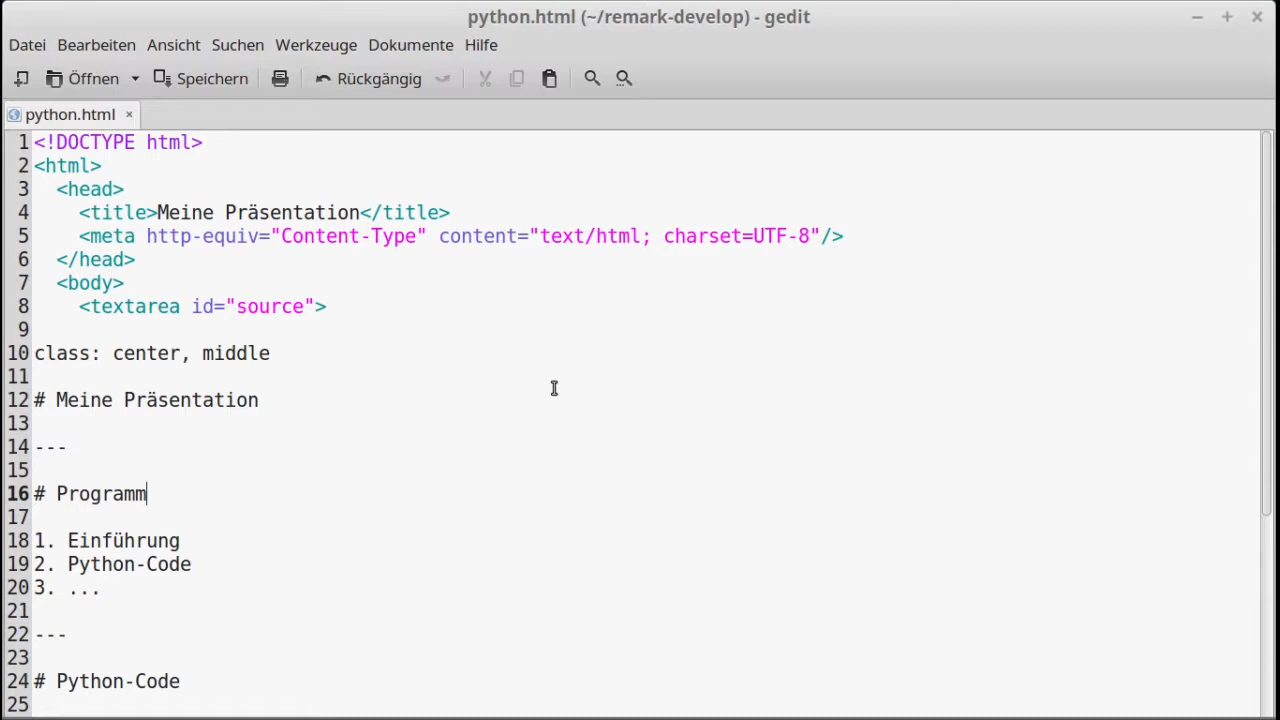 python.html (~/remark-develop) - gedit
Datei Bearbeiten Ansicht Suchen Werkzeuge Dokumente Hilfe
Öffnen Speichern Rückgängig
python.html ×
1 <!DOCTYPE html>
2 <html>
3   <head>
4     <title>Meine Präsentation</title>
5     <meta http-equiv="Content-Type" content="text/html; charset=UTF-8"/>
6   </head>
7   <body>
8     <textarea id="source">
9
10 class: center, middle
11
12 # Meine Präsentation
13
14 ---
15
16 # Programm
17
18 1. Einführung
19 2. Python-Code
20 3. ...
21
22 ---
23
24 # Python-Code
25